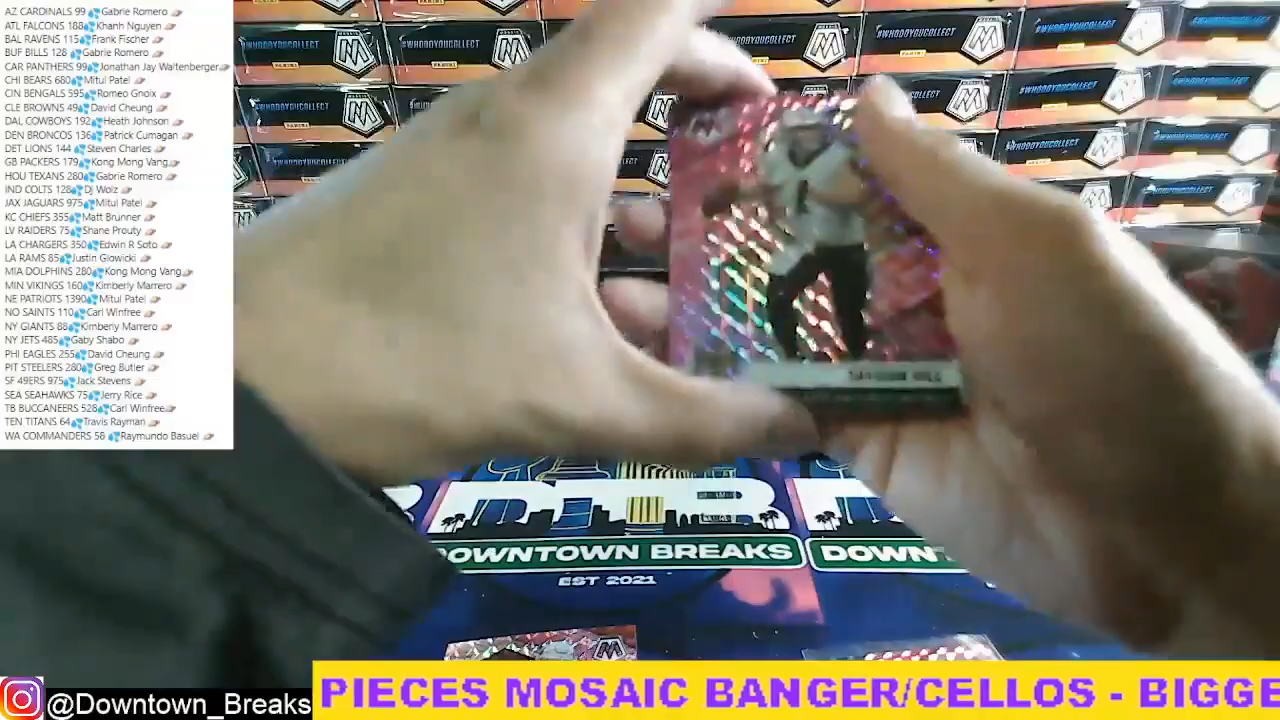 AZ CARDINALS 99💦Gabrie Romero
ATL FALCONS 188💦Khanh Nguyen
BAL RAVENS 115💦Frank Fischer
BUF BILLS 128 💦Gabrie Romero
CAR PANTHERS 99💦Jonathan Jay Waltenberger
CHI BEARS 680💦Mitul Patel
CIN BENGALS 595💦Romeo Gnoix
CLE BROWNS 49💦David Cheung
DAL COWBOYS 192💦Heath Johnson
DEN BRONCOS 136💦Patrick Cumagan
DET LIONS 144 💦Steven Charles
GB PACKERS 179💦Kong Mong Vang
HOU TEXANS 280💦Gabrie Romero
IND COLTS 128💦DJ Wolz
JAX JAGUARS 975💦Mitul Patel
KC CHIEFS 355💦Matt Brunner
LV RAIDERS 75💦Shane Prouty
LA CHARGERS 350💦Edwin R Soto
LA RAMS 85💦Justin Glowicki
MIA DOLPHINS 280💦Kong Mong Vang
MIN VIKINGS 160💦Kimberly Marrero
NE PATRIOTS 1390💦Mitul Patel
NO SAINTS 110💦Carl Winfree
NY GIANTS 88💦Kimberly Marrero
NY JETS 485💦Gaby Shabo
PHI EAGLES 255💦David Cheung
PIT STEELERS 280💦Greg Butler
SF 49ERS 975💦Jack Stevens
SEA SEAHAWKS 75💦Jerry Rice
TB BUCCANEERS 528💦Carl Winfree
TEN TITANS 64💦Travis Rayman
WA COMMANDERS 58 💦Raymundo Basuel
#WHODOYOUCOLLECT
PANINI
TAYSOM HILL
DTB
DOWNTOWN BREAKS
EST 2021
DOWN
@Downtown_Breaks
PIECES MOSAIC BANGER/CELLOS - BIGGE